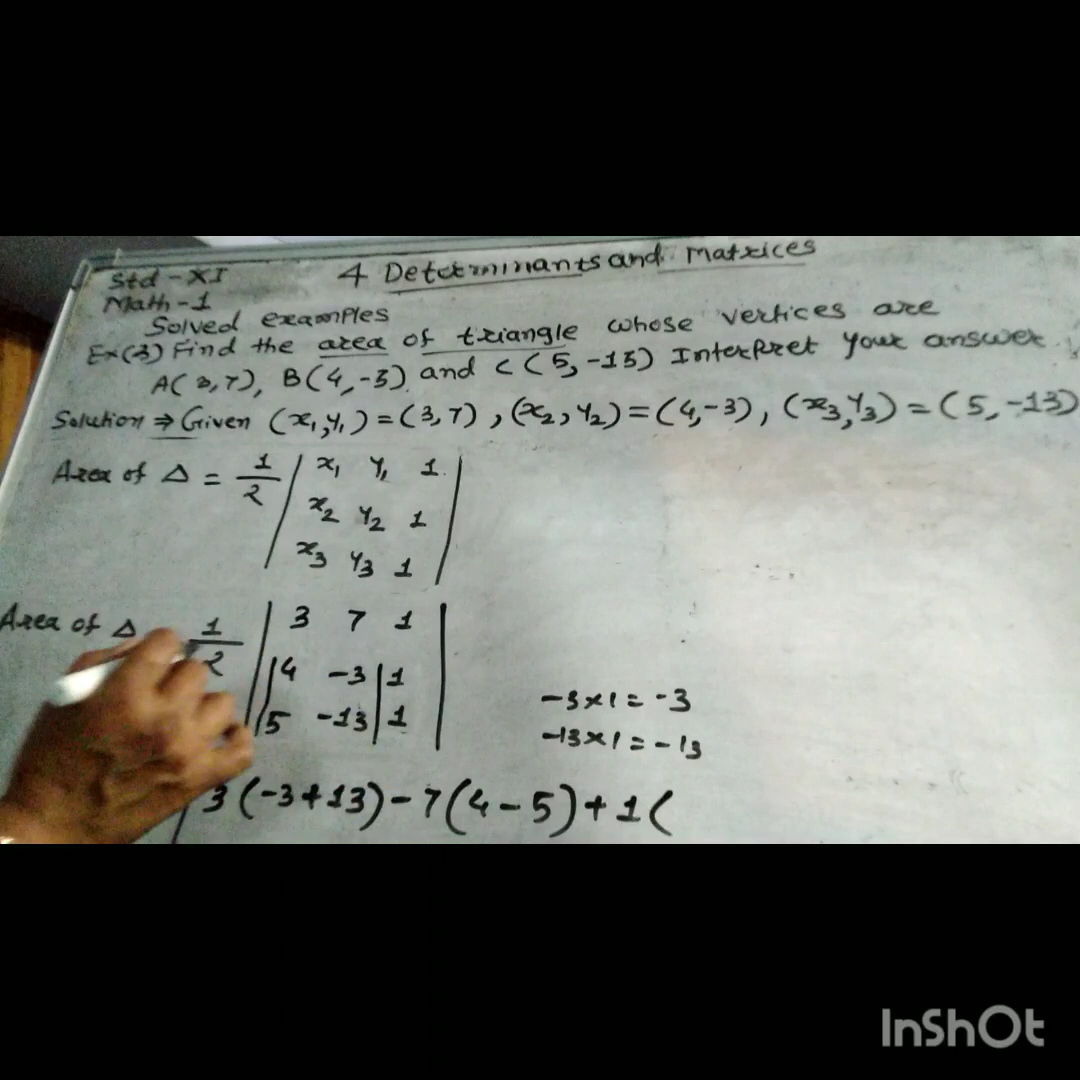 Std - XI 4 Determinants and Matrices
Math-1
Solved examples
Ex(3) Find the area of triangle whose vertices are
A(3,7), B(4,-3) and C(5,-13) Interpret your answer.
Solution ⇒ Given (x₁,y₁)=(3,7), (x₂,y₂)=(4,-3), (x₃,y₃)=(5,-13)
Area of Δ = 1/2 | x₁ y₁ 1 |
x₂ y₂ 1
x₃ y₃ 1
Area of Δ 1/2 | 3 7 1 |
4 -3 1
5 -13 1
-3×1=-3
-13×1=-13
3(-3+13)-7(4-5)+1(
InShOt